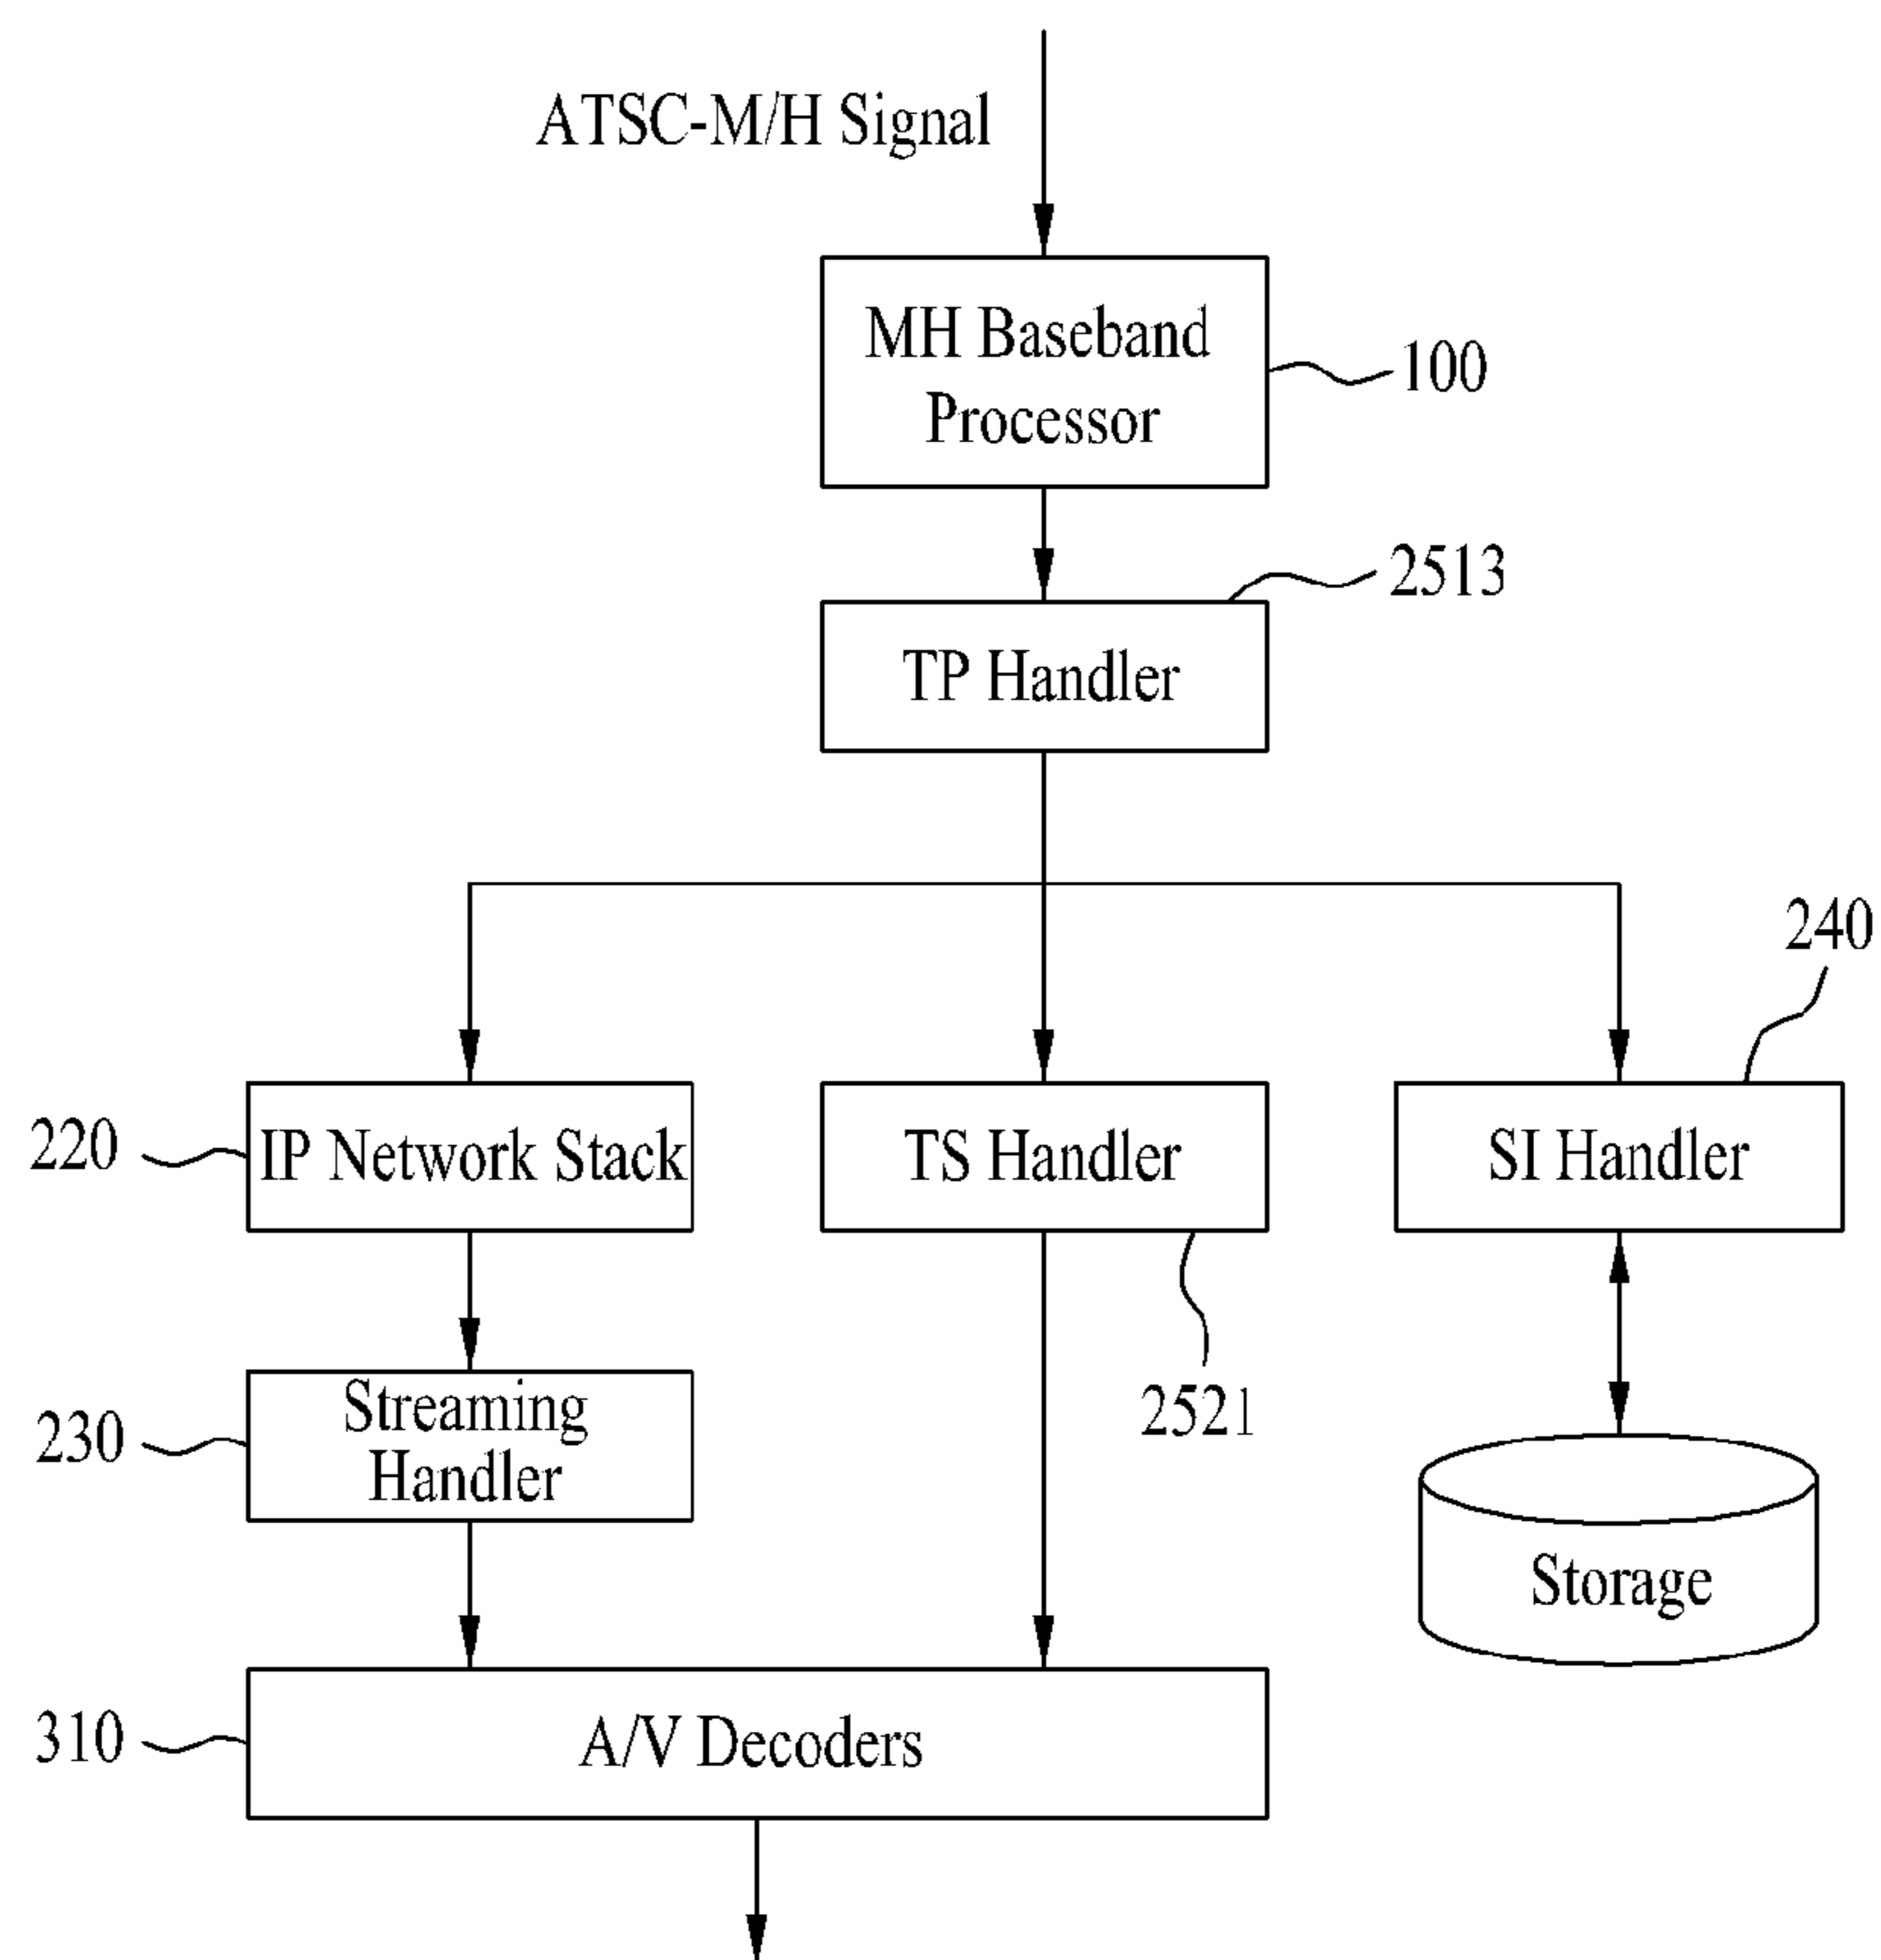 ATSC-M/H Signal
MH Baseband
Processor
100
2513
TP Handler
240
220
IP Network Stack
TS Handler
SI Handler
230
Streaming
Handler
2521
Storage
310
A/V Decoders